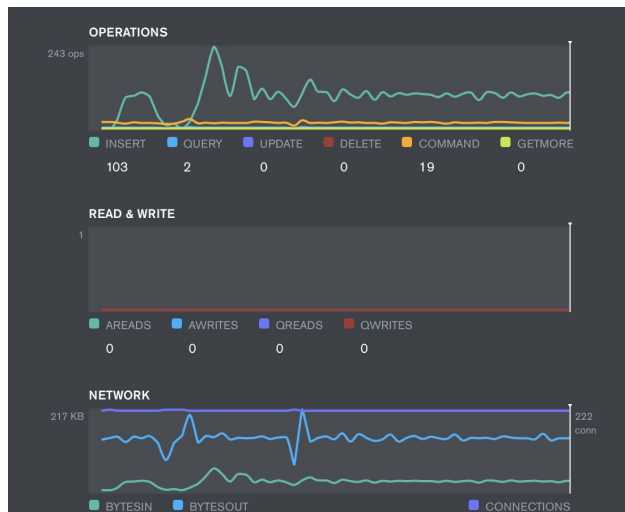 OPERATIONS
243 ops
INSERT QUERY UPDATE DELETE COMMAND GETMORE
103 2 0 0 19 0
READ & WRITE
1
AREADS AWRITES QREADS QWRITES
0 0 0 0
NETWORK
217 KB 222
conn
BYTESIN BYTESOUT CONNECTIONS